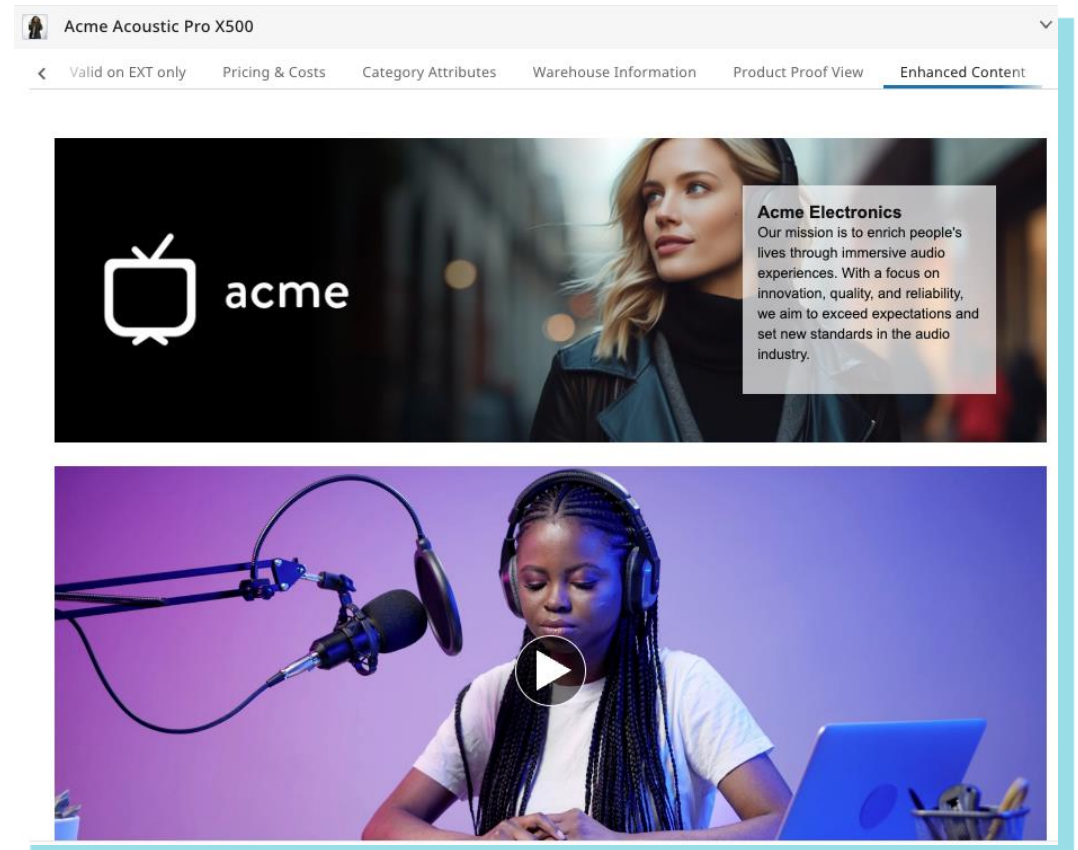 Acme Acoustic Pro X500
Valid on EXT only Pricing & Costs Category Attributes Warehouse Information Product Proof View Enhanced Content
acme
Acme Electronics
Our mission is to enrich people's
lives through immersive audio
experiences. With a focus on
innovation, quality, and reliability,
we aim to exceed expectations and
set new standards in the audio
industry.